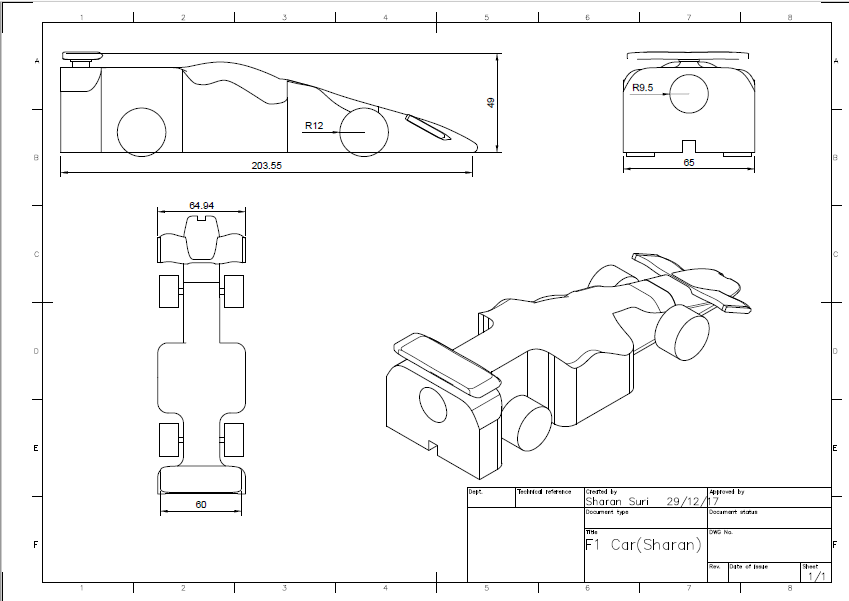 1 2 3 4 5 6 7 8
A A
49
R9.5
R12
B B
203.55
65
64.94
C C
D D
E E
60
Dept. Technical reference Created by Approved by
Sharan Suri 29/12/17
Document type Document status
Title DWG No.
F1 Car(Sharan)
F F
Rev. Date of issue Sheet
1/1
1 2 3 4 5 6 7 8